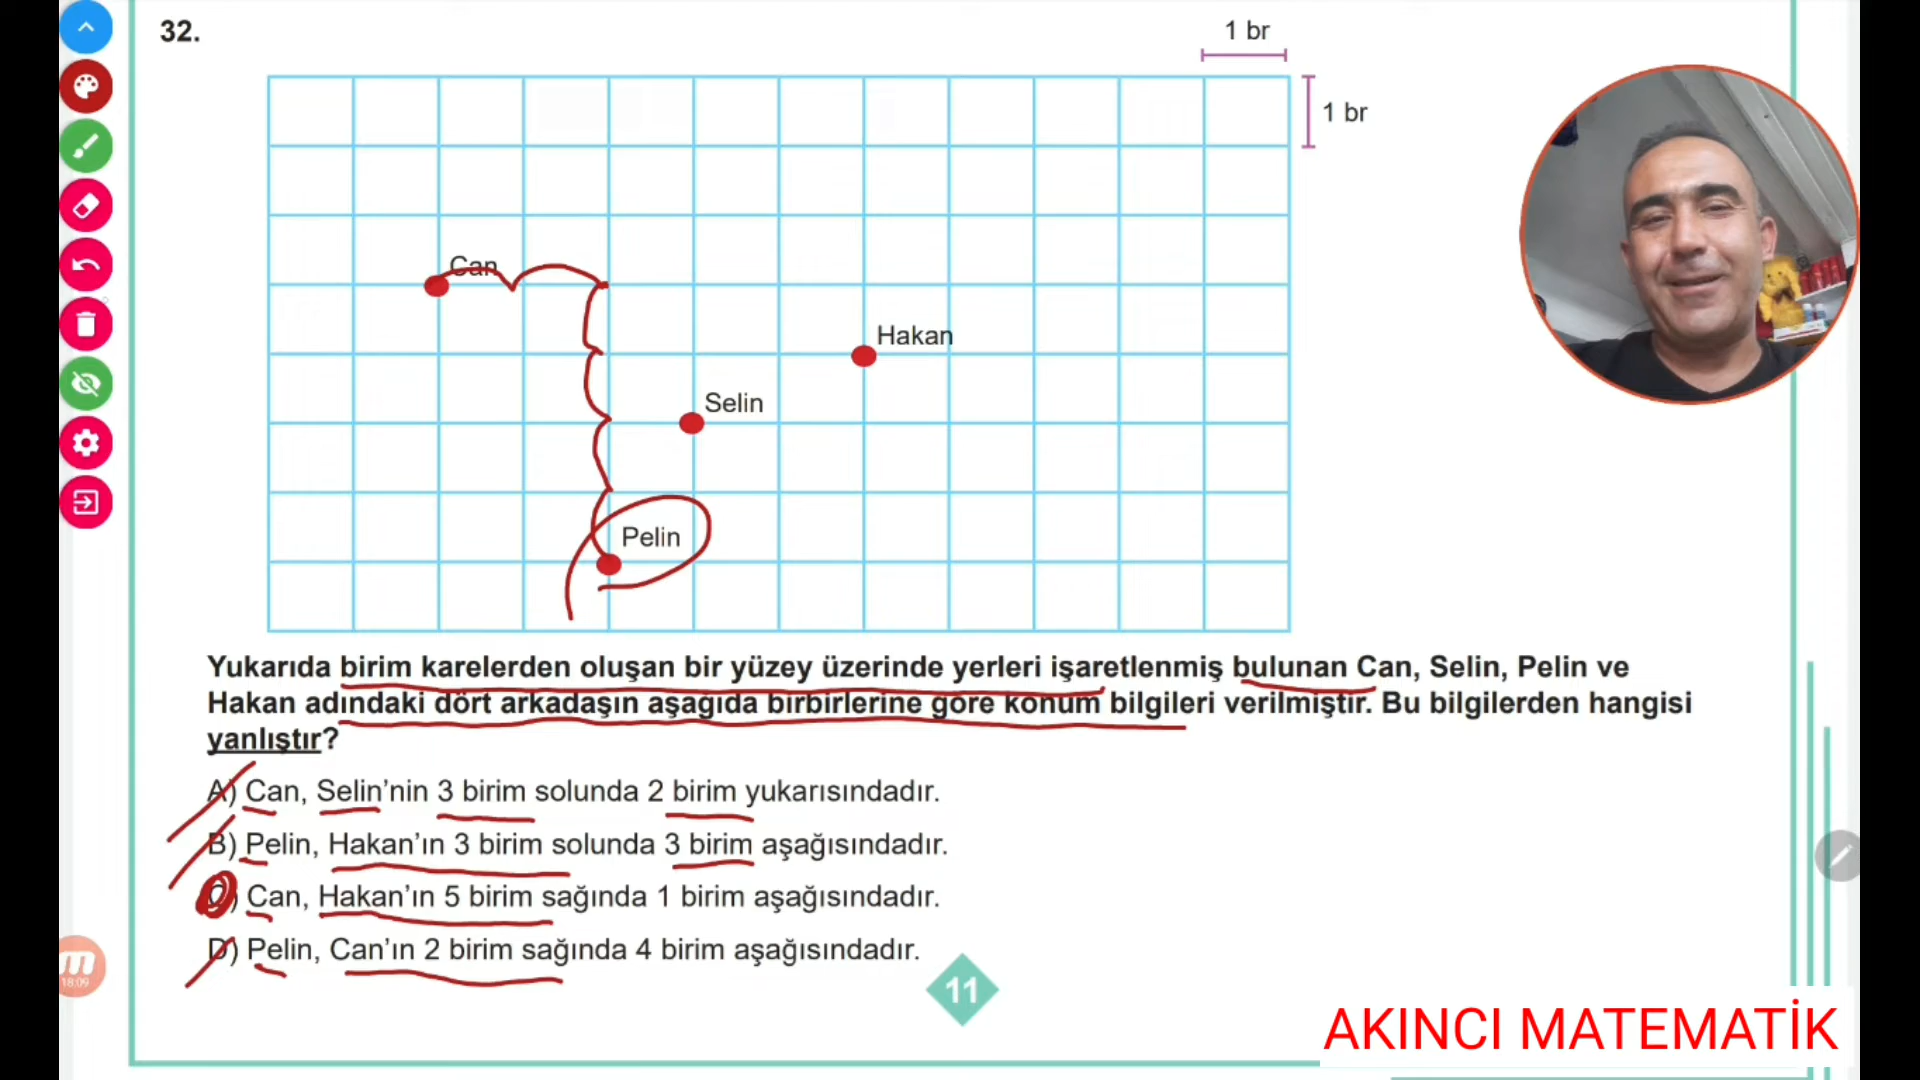 32.
1 br
1 br
Can
Hakan
Selin
Pelin
Yukarıda birim karelerden oluşan bir yüzey üzerinde yerleri işaretlenmiş bulunan Can, Selin, Pelin ve
Hakan adındaki dört arkadaşın aşağıda birbirlerine göre konum bilgileri verilmiştir. Bu bilgilerden hangisi
yanlıştır?
A) Can, Selin’nin 3 birim solunda 2 birim yukarısındadır.
B) Pelin, Hakan’ın 3 birim solunda 3 birim aşağısındadır.
C) Can, Hakan’ın 5 birim sağında 1 birim aşağısındadır.
D) Pelin, Can’ın 2 birim sağında 4 birim aşağısındadır.
11
18:09
AKINCI MATEMATİK